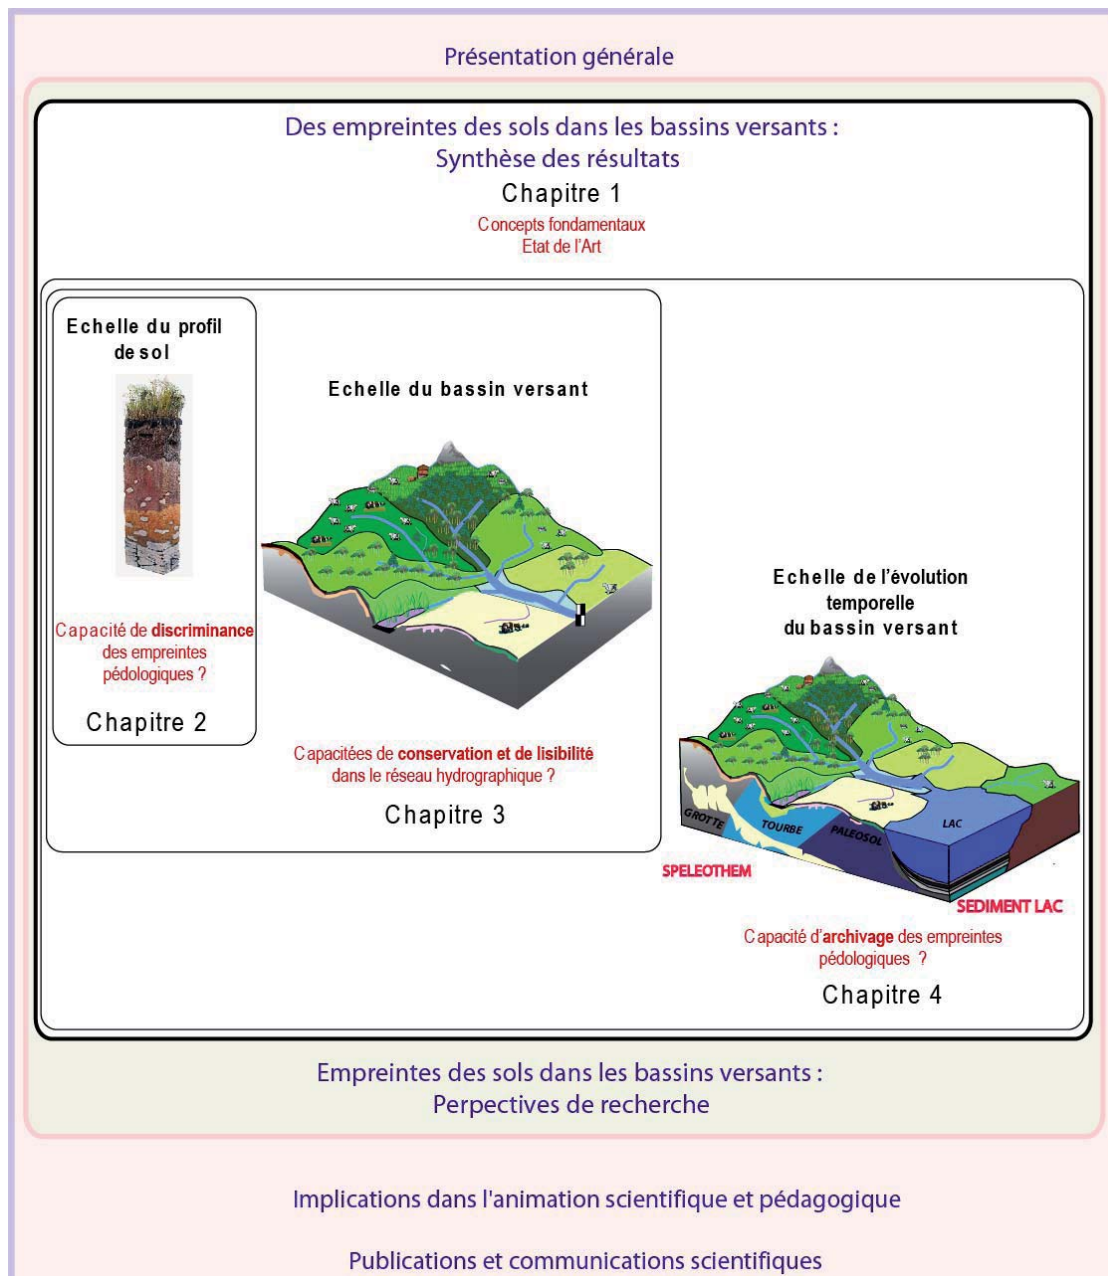 Présentation générale
Des empreintes des sols dans les bassins versants :
Synthèse des résultats
Chapitre 1
Concepts fondamentaux
Etat de l'Art
Echelle du profil
de sol
Capacité de discriminance
des empreintes
pédologiques ?
Chapitre 2
Echelle du bassin versant
Capacitées de conservation et de lisibilité
dans le réseau hydrographique ?
Chapitre 3
Echelle de l'évolution
temporelle
du bassin versant
GROTTE
TOURBE
PALEOSOL
LAC
SPELEOTHEM
SEDIMENT LAC
Capacité d'archivage des empreintes
pédologiques ?
Chapitre 4
Empreintes des sols dans les bassins versants :
Perpectives de recherche
Implications dans l'animation scientifique et pédagogique
Publications et communications scientifiques